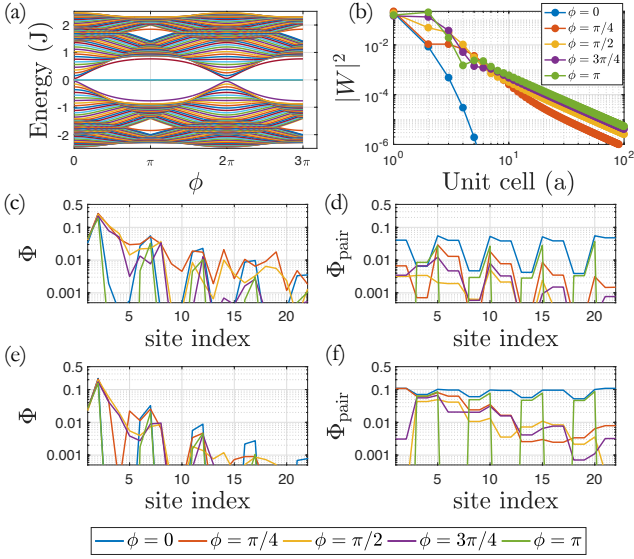 (a)
Energy (J)
2
1
0
-1
-2
0 π 2π 3π
ϕ
(b)
|W|²
10⁻²
10⁻⁴
10⁻⁶
10⁰ 10¹ 10²
Unit cell (a)
ϕ = 0
ϕ = π/4
ϕ = π/2
ϕ = 3π/4
ϕ = π
(c)
Φ
0.5
0.1
0.01
0.001
5 10 15 20
site index
(d)
Φpair
0.5
0.1
0.01
0.001
5 10 15 20
site index
(e)
Φ
0.5
0.1
0.01
0.001
5 10 15 20
site index
(f)
Φpair
0.5
0.1
0.01
0.001
5 10 15 20
site index
ϕ = 0 ϕ = π/4 ϕ = π/2 ϕ = 3π/4 ϕ = π